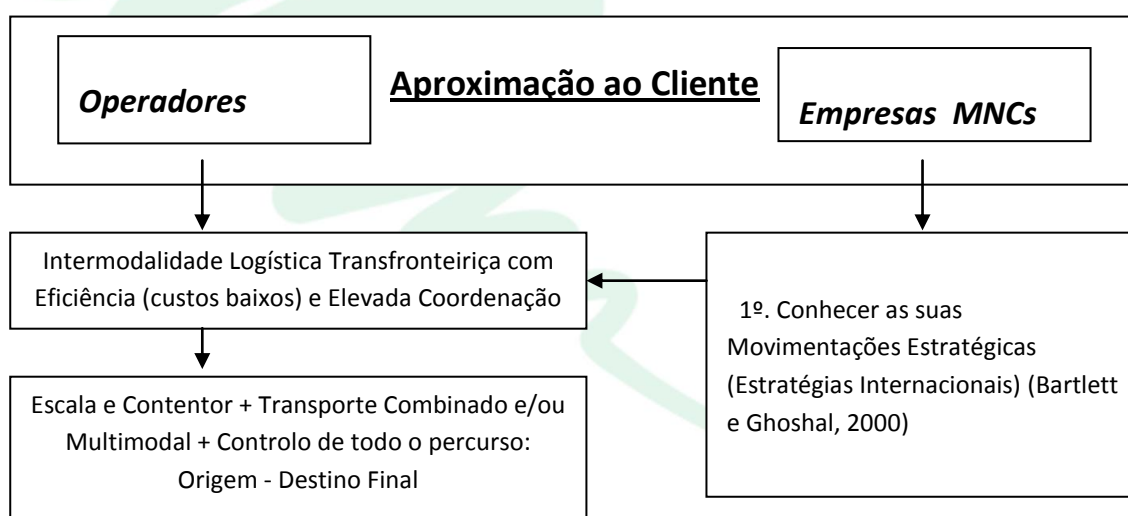 Aproximação ao Cliente
Operadores
Empresas MNCs
Intermodalidade Logística Transfronteiriça com
Eficiência (custos baixos) e Elevada Coordenação
1º. Conhecer as suas
Movimentações Estratégicas
(Estratégias Internacionais) (Bartlett
e Ghoshal, 2000)
Escala e Contentor + Transporte Combinado e/ou
Multimodal + Controlo de todo o percurso:
Origem - Destino Final